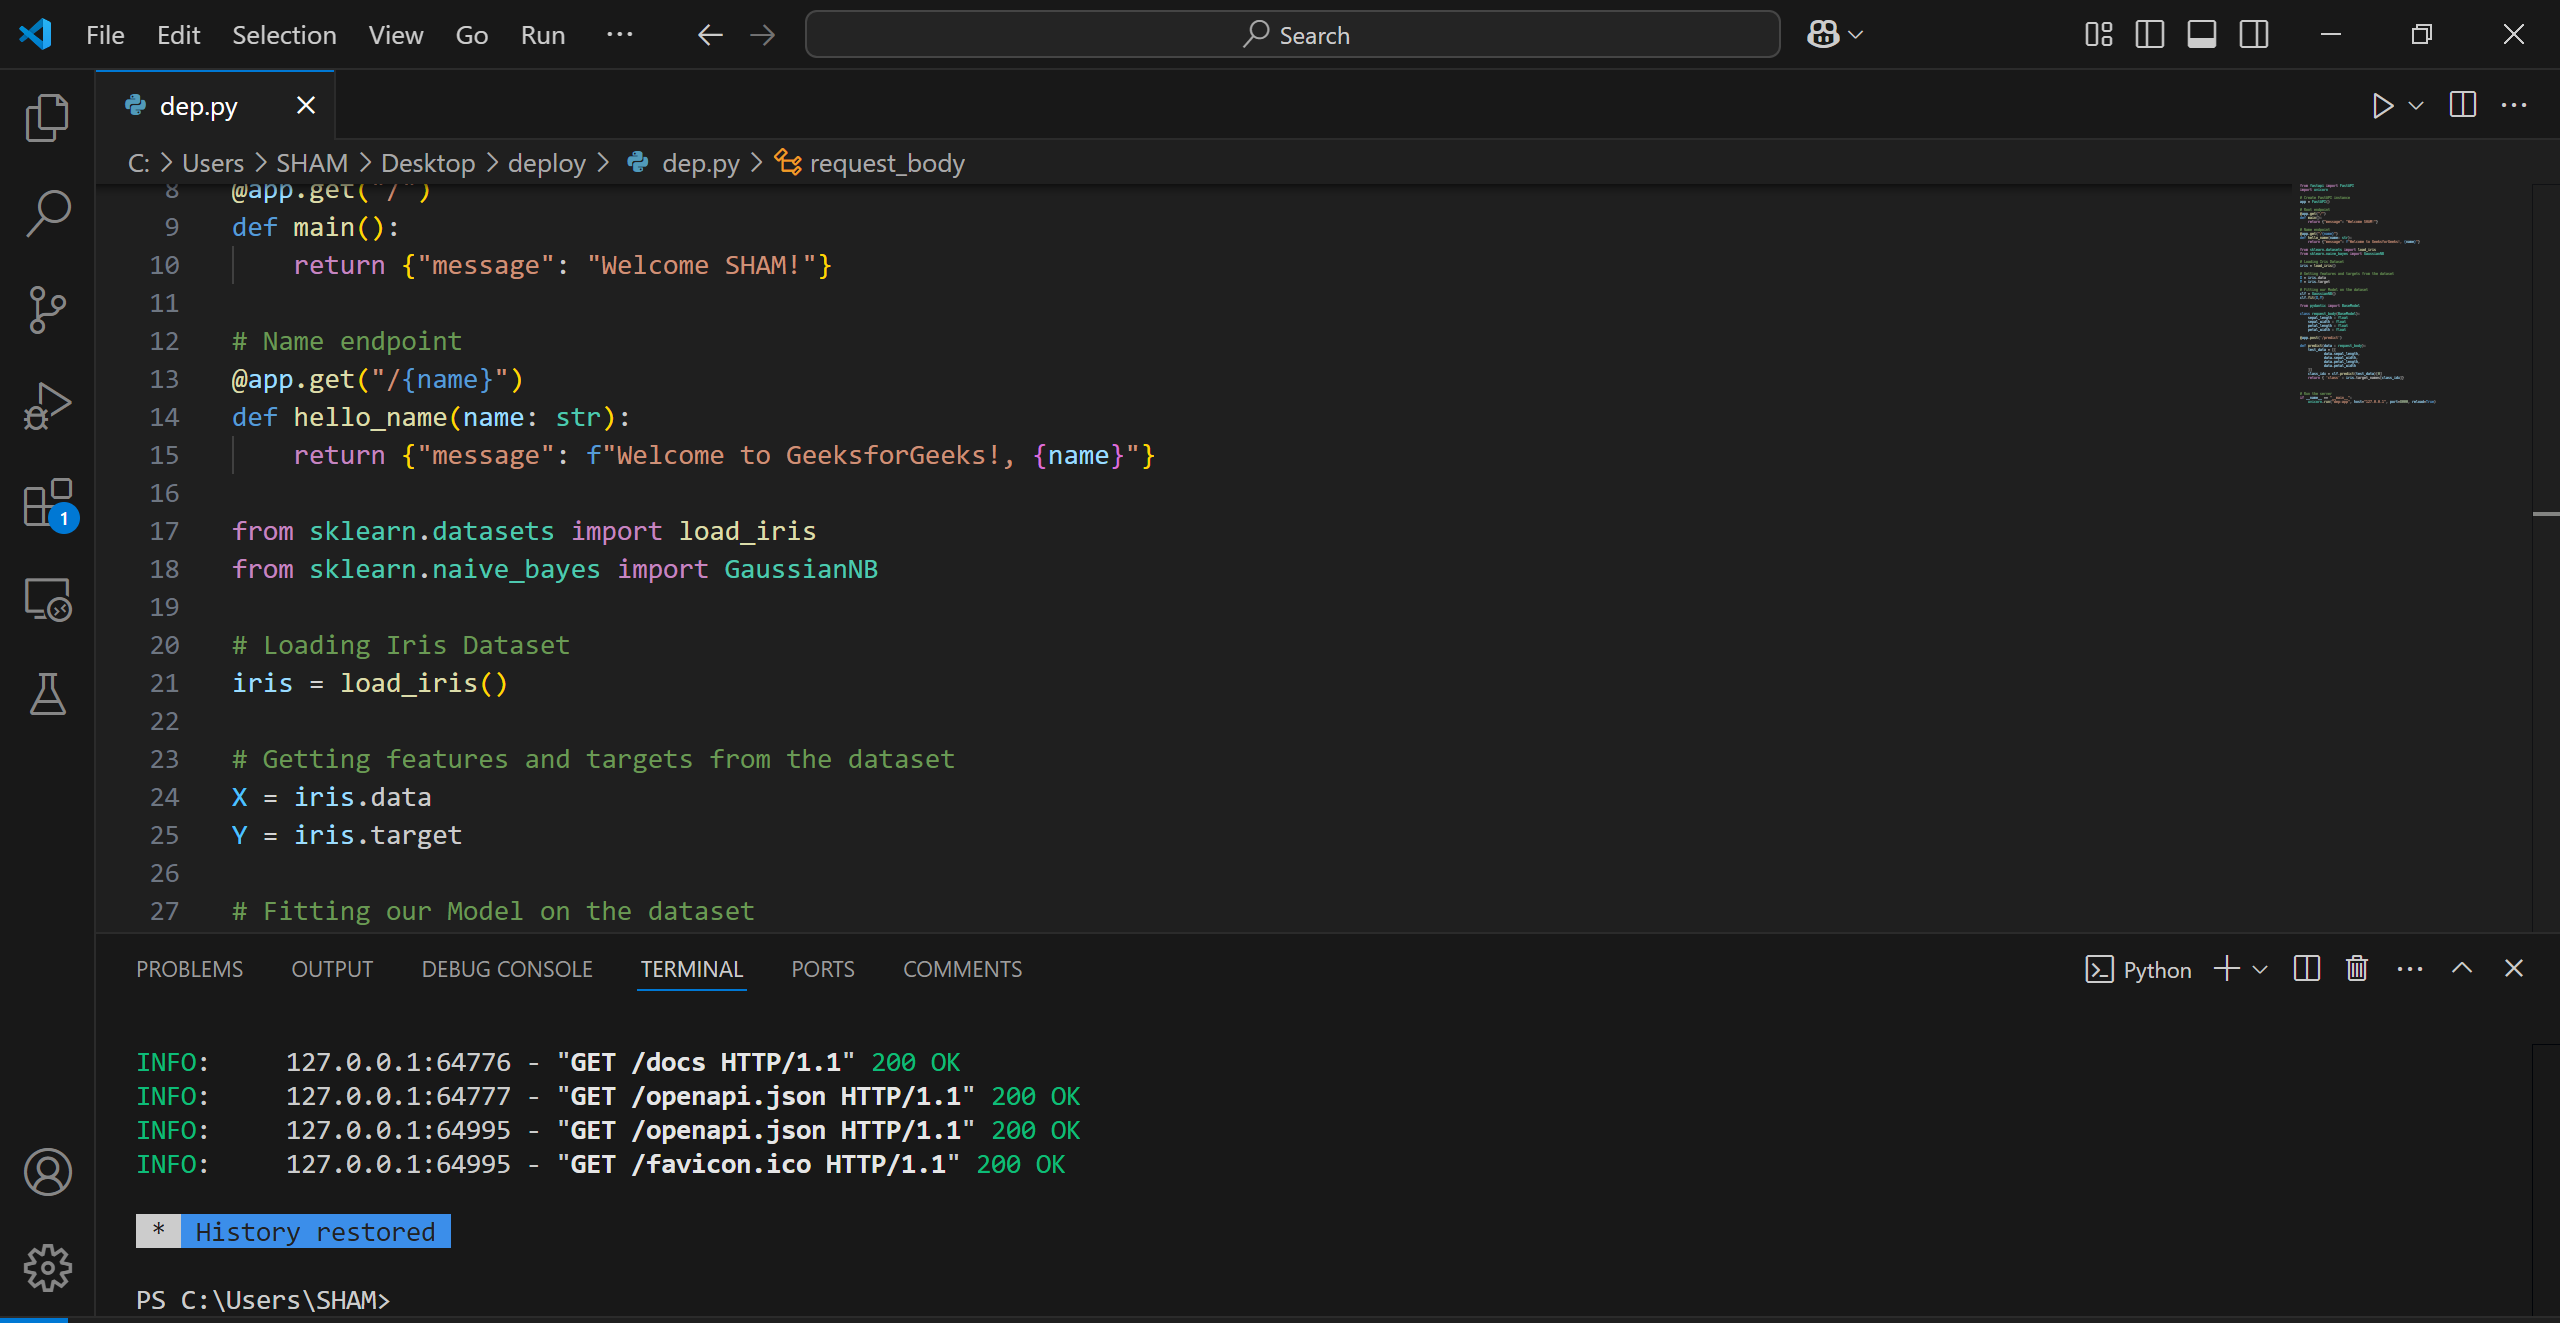 File Edit Selection View Go Run ... Search
dep.py
C: > Users > SHAM > Desktop > deploy > dep.py > request_body
8 @app.get("/")
9 def main():
10 return {"message": "Welcome SHAM!"}
11
12 # Name endpoint
13 @app.get("/{name}")
14 def hello_name(name: str):
15 return {"message": f"Welcome to GeeksforGeeks!, {name}"}
16
17 from sklearn.datasets import load_iris
18 from sklearn.naive_bayes import GaussianNB
19
20 # Loading Iris Dataset
21 iris = load_iris()
22
23 # Getting features and targets from the dataset
24 X = iris.data
25 Y = iris.target
26
27 # Fitting our Model on the dataset
1
PROBLEMS OUTPUT DEBUG CONSOLE TERMINAL PORTS COMMENTS Python
INFO: 127.0.0.1:64776 - "GET /docs HTTP/1.1" 200 OK
INFO: 127.0.0.1:64777 - "GET /openapi.json HTTP/1.1" 200 OK
INFO: 127.0.0.1:64995 - "GET /openapi.json HTTP/1.1" 200 OK
INFO: 127.0.0.1:64995 - "GET /favicon.ico HTTP/1.1" 200 OK
* History restored
PS C:\Users\SHAM>